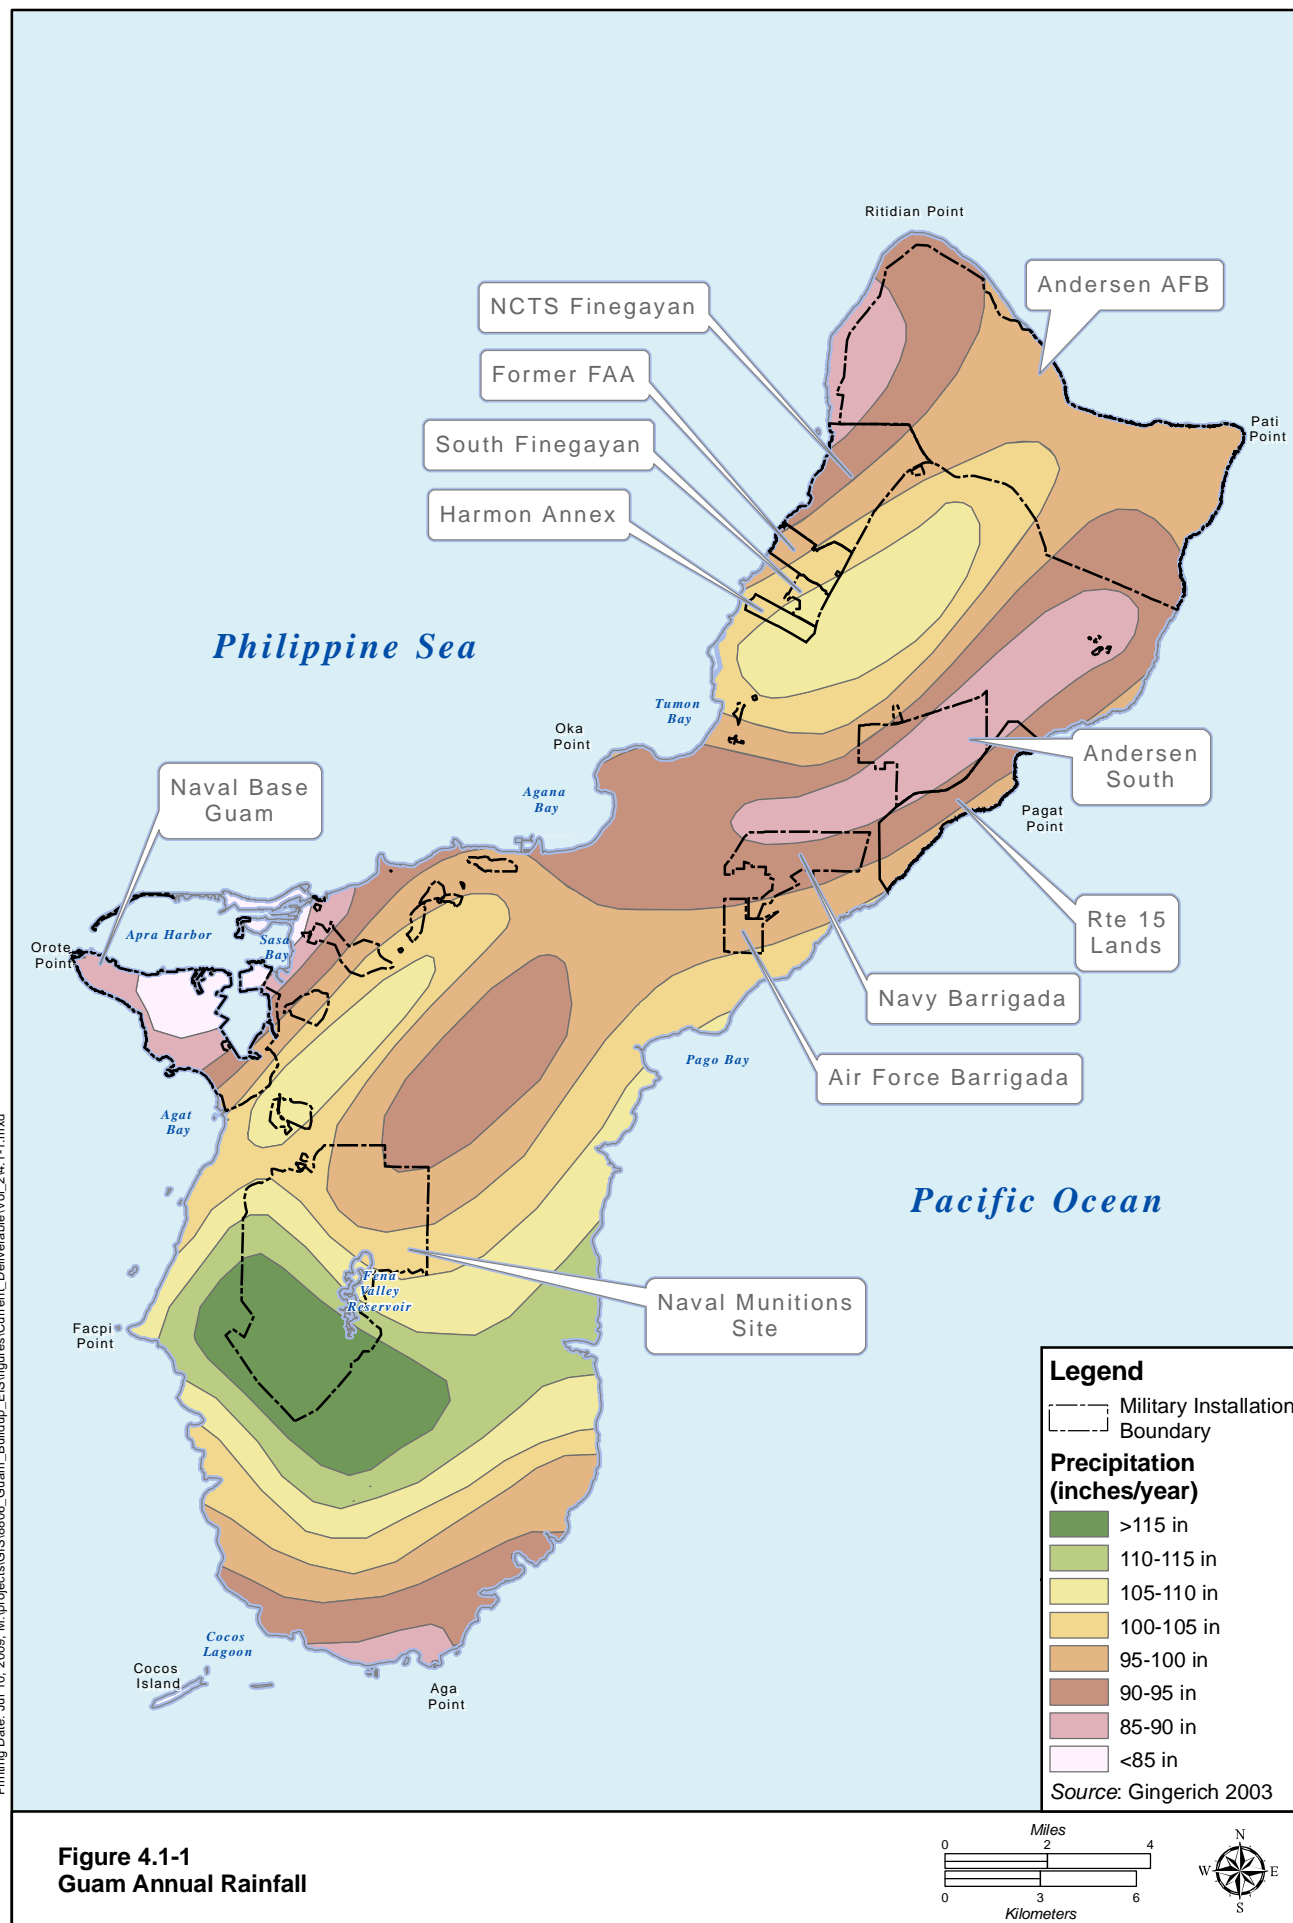 Ritidian Point
Andersen AFB
NCTS Finegayan
Former FAA
South Finegayan
Harmon Annex
Pati
Point
Philippine Sea
Tumon
Bay
Oka
Point
Andersen
South
Naval Base
Guam
Agana
Bay
Pagat
Point
Rte 15
Lands
Apra Harbor
Sasa
Bay
Orote
Point
Navy Barrigada
Pago Bay
Air Force Barrigada
Agat
Bay
Pacific Ocean
Fena
Valley
Reservoir
Naval Munitions
Site
Facpi
Point
Cocos
Lagoon
Cocos
Island
Aga
Point
Legend
Military Installation
Boundary
Precipitation
(inches/year)
>115 in
110-115 in
105-110 in
100-105 in
95-100 in
90-95 in
85-90 in
<85 in
Source: Gingerich 2003
Figure 4.1-1
Guam Annual Rainfall
Miles
0 2 4
0 3 6
Kilometers
N
W E
S